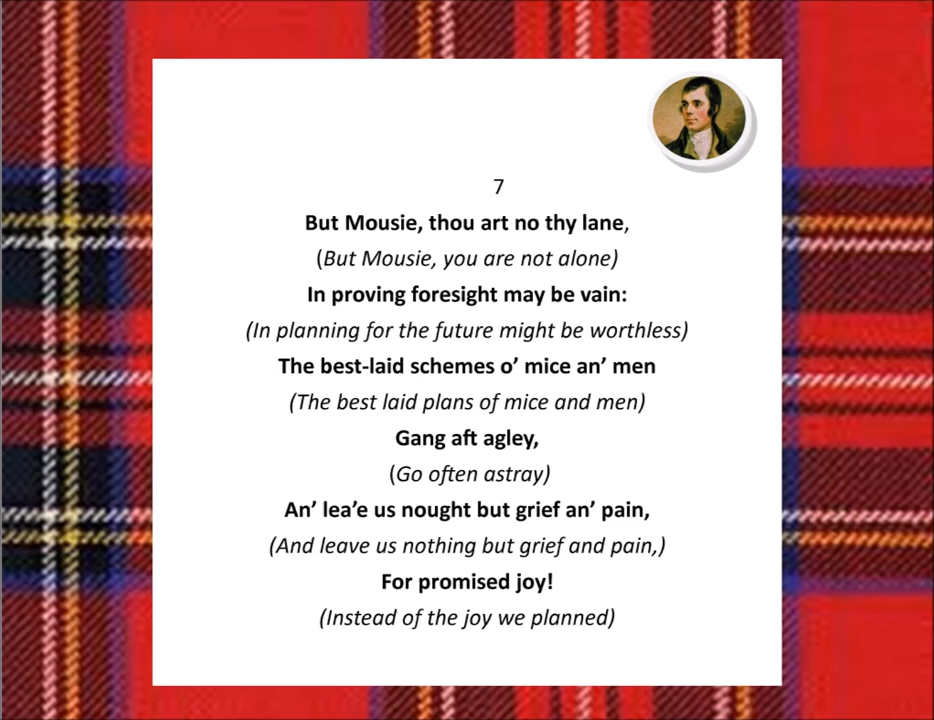 7
But Mousie, thou art no thy lane,
(But Mousie, you are not alone)
In proving foresight may be vain:
(In planning for the future might be worthless)
The best-laid schemes o’ mice an’ men
(The best laid plans of mice and men)
Gang aft agley,
(Go often astray)
An’ lea’e us nought but grief an’ pain,
(And leave us nothing but grief and pain,)
For promised joy!
(Instead of the joy we planned)